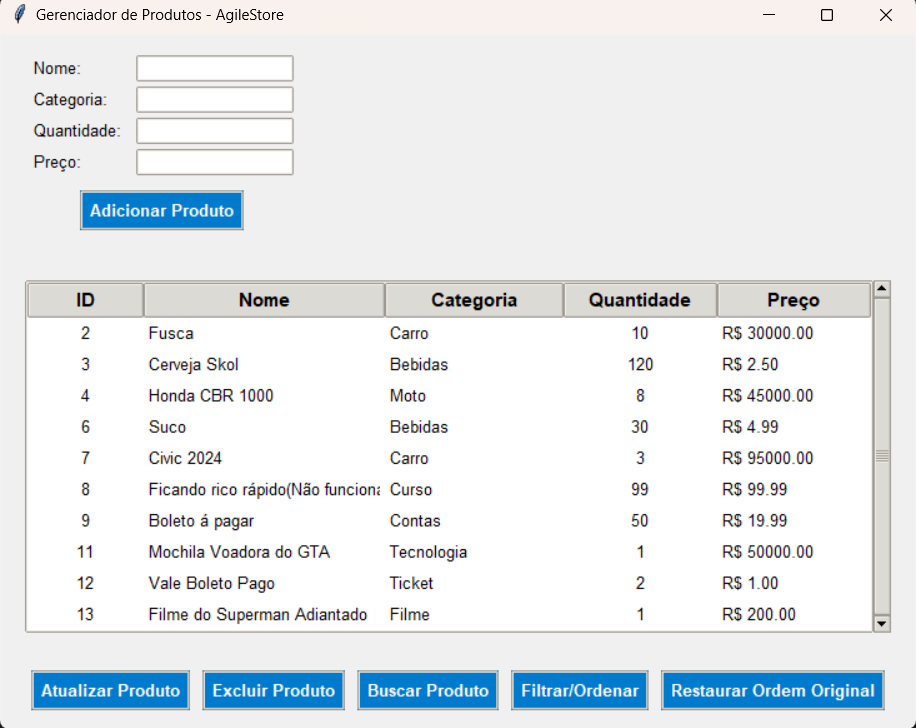 Gerenciador de Produtos - AgileStore
Nome:
Categoria:
Quantidade:
Preço:
Adicionar Produto
ID Nome Categoria Quantidade Preço
2 Fusca Carro 10 R$ 30000.00
3 Cerveja Skol Bebidas 120 R$ 2.50
4 Honda CBR 1000 Moto 8 R$ 45000.00
6 Suco Bebidas 30 R$ 4.99
7 Civic 2024 Carro 3 R$ 95000.00
8 Ficando rico rápido(Não funciona Curso 99 R$ 99.99
9 Boleto á pagar Contas 50 R$ 19.99
11 Mochila Voadora do GTA Tecnologia 1 R$ 50000.00
12 Vale Boleto Pago Ticket 2 R$ 1.00
13 Filme do Superman Adiantado Filme 1 R$ 200.00
Atualizar Produto Excluir Produto Buscar Produto Filtrar/Ordenar Restaurar Ordem Original